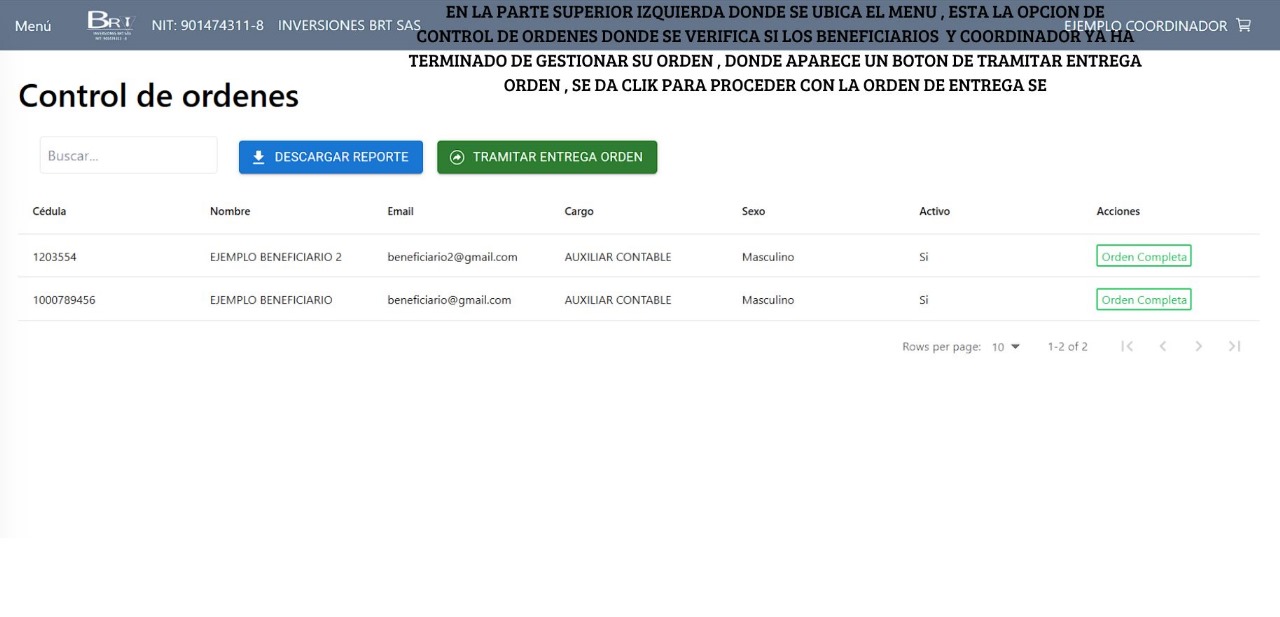 Menú
BRI
NIT: 901474311-8 INVERSIONES BRT SAS
EJEMPLO COORDINADOR
EN LA PARTE SUPERIOR IZQUIERDA DONDE SE UBICA EL MENU , ESTA LA OPCION DE
CONTROL DE ORDENES DONDE SE VERIFICA SI LOS BENEFICIARIOS Y COORDINADOR YA HA
TERMINADO DE GESTIONAR SU ORDEN , DONDE APARECE UN BOTON DE TRAMITAR ENTREGA
ORDEN , SE DA CLIK PARA PROCEDER CON LA ORDEN DE ENTREGA SE
Control de ordenes
Buscar...
DESCARGAR REPORTE
TRAMITAR ENTREGA ORDEN
Cédula Nombre Email Cargo Sexo Activo Acciones
1203554 EJEMPLO BENEFICIARIO 2 beneficiario2@gmail.com AUXILIAR CONTABLE Masculino Si Orden Completa
1000789456 EJEMPLO BENEFICIARIO beneficiario@gmail.com AUXILIAR CONTABLE Masculino Si Orden Completa
Rows per page: 10 1-2 of 2